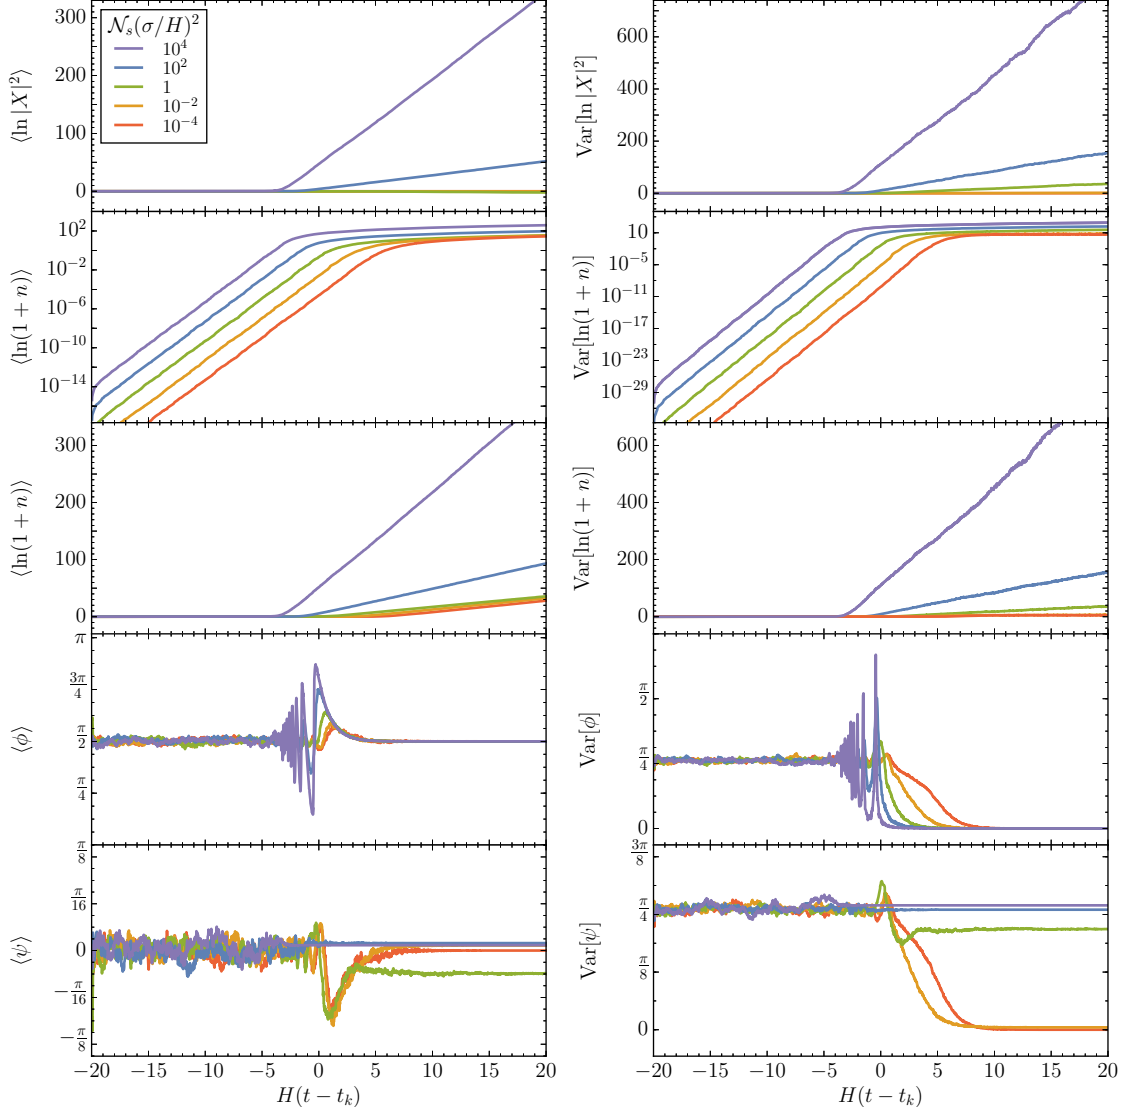 ⟨ln |X|²⟩
300
200
100
0
𝒩ₛ(σ/H)²
10⁴
10²
1
10⁻²
10⁻⁴
Var[ln |X|²]
600
400
200
0
⟨ln(1 + n)⟩
10²
10⁻²
10⁻⁶
10⁻¹⁰
10⁻¹⁴
Var[ln(1 + n)]
10
10⁻⁵
10⁻¹¹
10⁻¹⁷
10⁻²³
10⁻²⁹
⟨ln(1 + n)⟩
300
200
100
0
Var[ln(1 + n)]
600
400
200
0
⟨ϕ⟩
π
3π/4
π/2
π/4
Var[ϕ]
π/2
π/4
0
⟨ψ⟩
π/8
π/16
0
−π/16
−π/8
Var[ψ]
3π/8
π/4
π/8
0
−20 −15 −10 −5 0 5 10 15 20
−20 −15 −10 −5 0 5 10 15 20
H(t − tₖ)
H(t − tₖ)